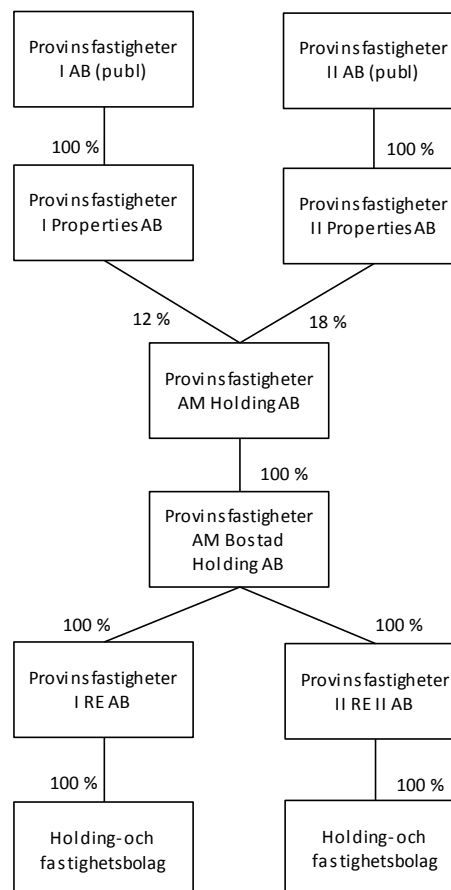 Provinsfastigheter
I AB (publ)
Provinsfastigheter
II AB (publ)
100 %
100 %
Provinsfastigheter
I Properties AB
Provinsfastigheter
II Properties AB
12 %
18 %
Provinsfastigheter
AM Holding AB
100 %
Provinsfastigheter
AM Bostad
Holding AB
100 %
100 %
Provinsfastigheter
I RE AB
Provinsfastigheter
II RE II AB
100 %
100 %
Holding- och
fastighetsbolag
Holding- och
fastighetsbolag